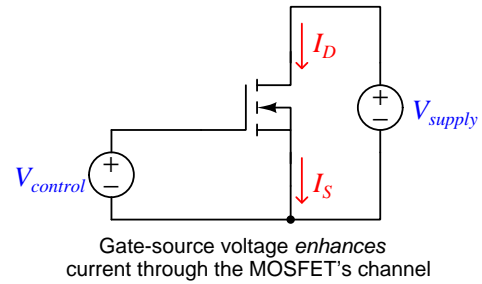 I_D
+
−
V_supply
+
−
V_control
I_S
Gate-source voltage enhances
current through the MOSFET's channel